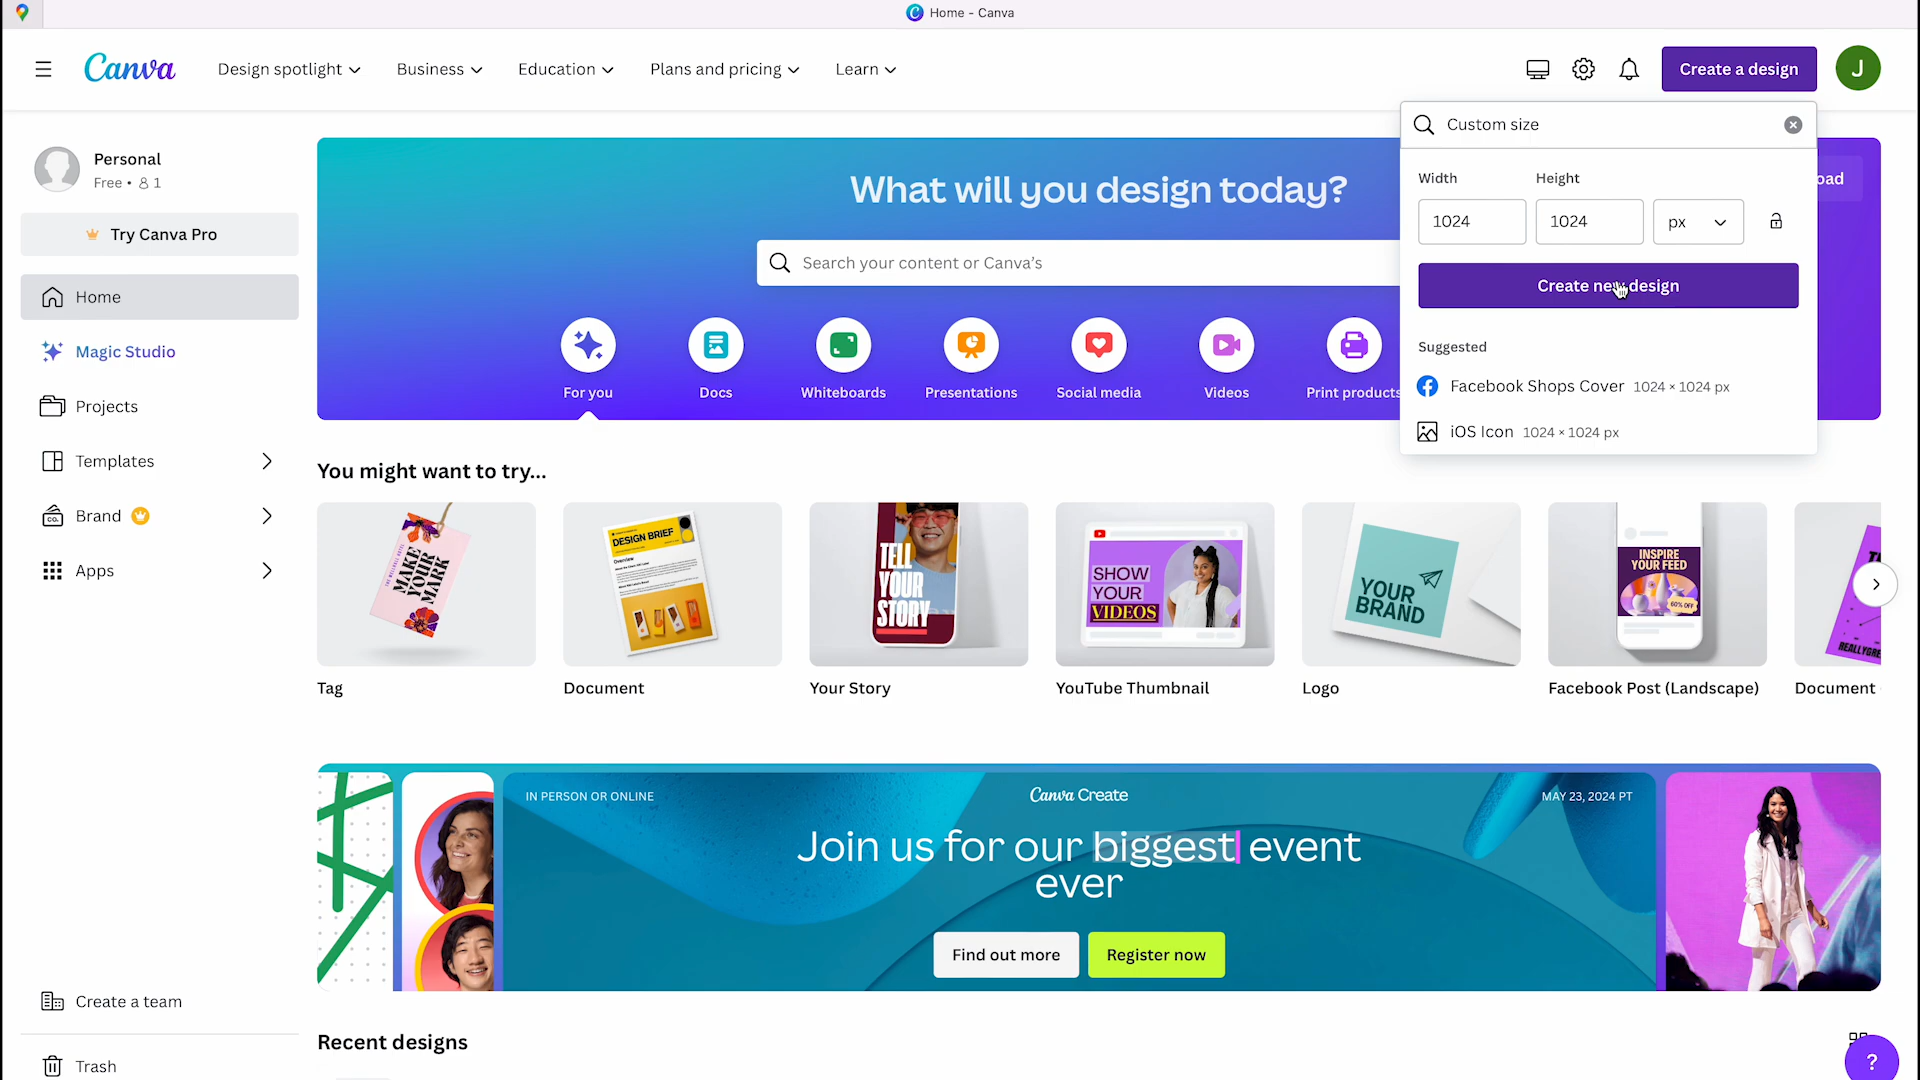 Home - Canva
Canva
Design spotlight
Business
Education
Plans and pricing
Learn
Create a design
J
Custom size
Width
Height
1024
1024
px
Create new design
Suggested
Facebook Shops Cover 1024 × 1024 px
iOS Icon 1024 × 1024 px
Personal
Free • 1
Try Canva Pro
Home
Magic Studio
Projects
Templates
Brand
Apps
Create a team
Trash
What will you design today?
oad
Search your content or Canva's
For you
Docs
Whiteboards
Presentations
Social media
Videos
Print products
You might want to try...
MAKE
YOUR
MARK
DESIGN BRIEF
Overview
TELL
YOUR
STORY
SHOW
YOUR
VIDEOS
YOUR
BRAND
INSPIRE
YOUR FEED
60% OFF
REALLYGRE
Tag
Document
Your Story
YouTube Thumbnail
Logo
Facebook Post (Landscape)
Document
IN PERSON OR ONLINE
Canva Create
MAY 23, 2024 PT
Join us for our biggest event
ever
Find out more
Register now
Recent designs
?